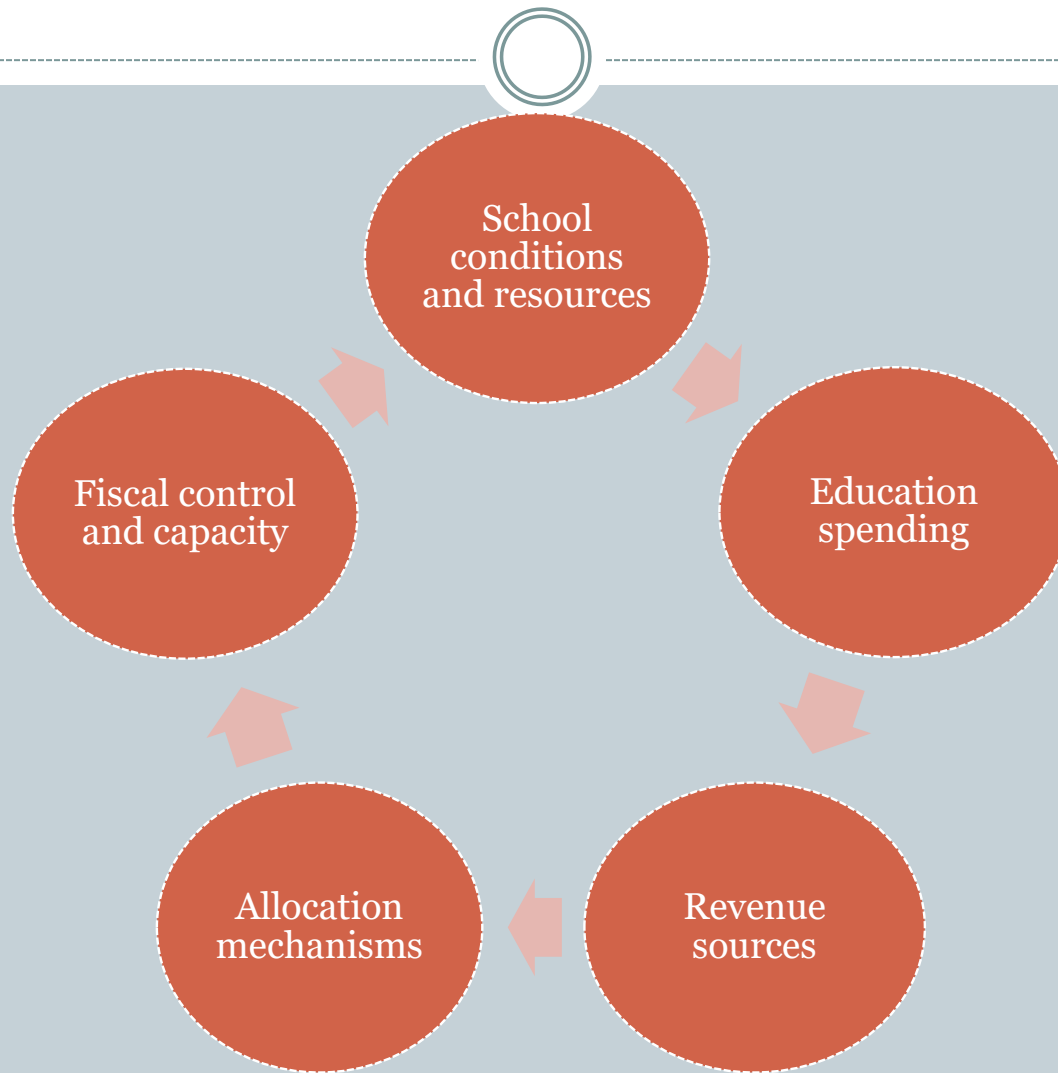 School
conditions
and resources
Education
spending
Revenue
sources
Allocation
mechanisms
Fiscal control
and capacity